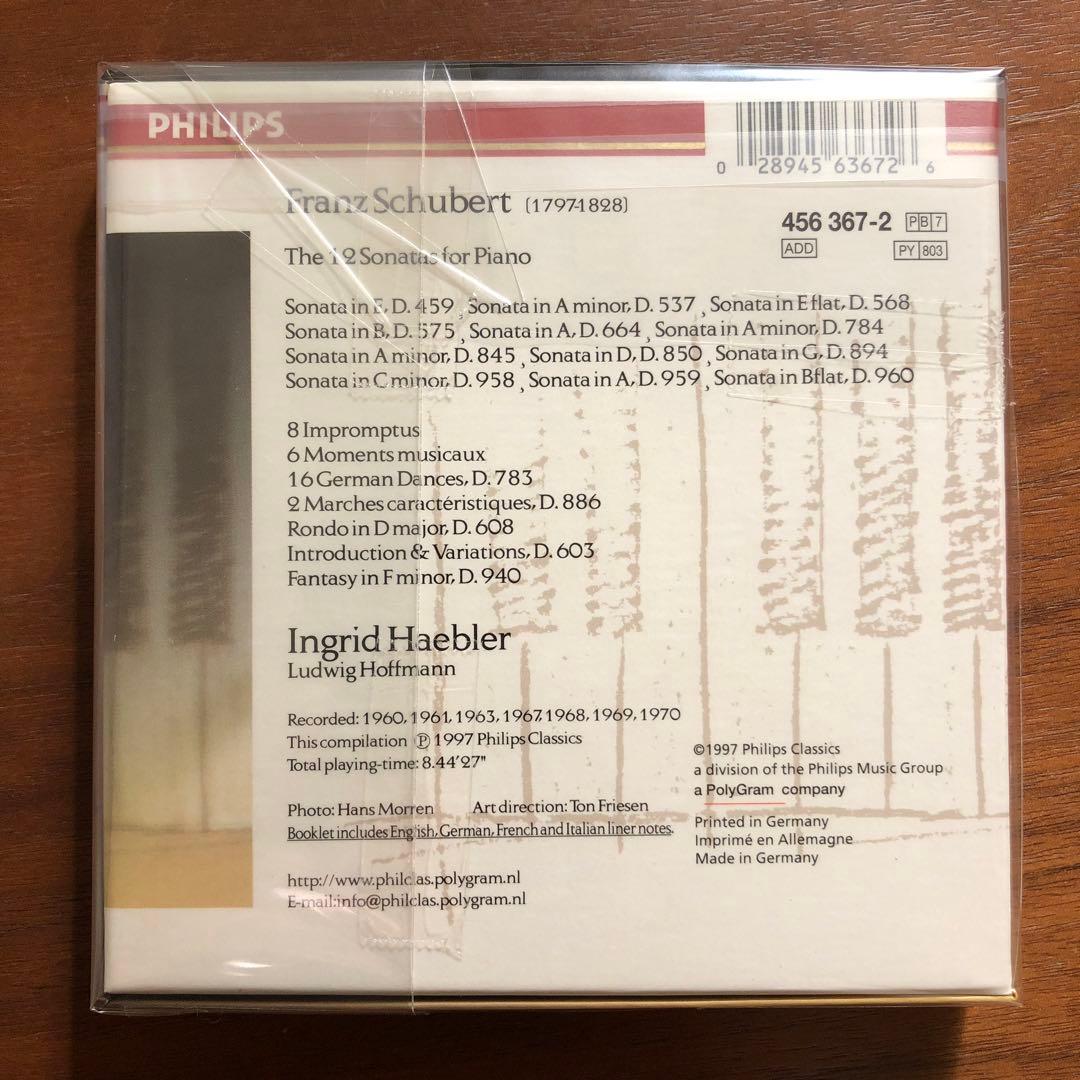 PHILIPS
0 28945 63672 6
Franz Schubert (1797-1828)
456 367-2 PB 7
ADD PY 803
The 12 Sonatas for Piano
Sonata in E, D. 459, Sonata in A minor, D. 537, Sonata in E flat, D. 568
Sonata in B, D. 575, Sonata in A, D. 664, Sonata in A minor, D. 784
Sonata in A minor, D. 845, Sonata in D, D. 850, Sonata in G, D. 894
Sonata in C minor, D. 958, Sonata in A, D. 959, Sonata in B flat, D. 960
8 Impromptus
6 Moments musicaux
16 German Dances, D. 783
2 Marches caractéristiques, D. 886
Rondo in D major, D. 608
Introduction & Variations, D. 603
Fantasy in F minor, D. 940
Ingrid Haebler
Ludwig Hoffmann
Recorded: 1960, 1961, 1963, 1967, 1968, 1969, 1970
This compilation ℗ 1997 Philips Classics
Total playing-time: 8.44'27"
Photo: Hans Morren Art direction: Ton Friesen
Booklet includes English, German, French and Italian liner notes.
http://www.philclas.polygram.nl
E-mail:info@philclas.polygram.nl
©1997 Philips Classics
a division of the Philips Music Group
a PolyGram company
Printed in Germany
Imprimé en Allemagne
Made in Germany